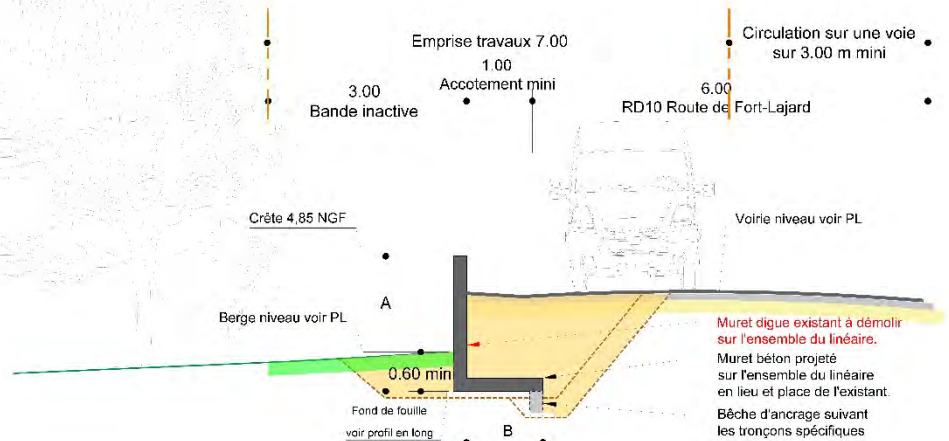 Circulation sur une voie
sur 3.00 m mini
Emprise travaux 7.00
1.00
Accotement mini
3.00
Bande inactive
6.00
RD10 Route de Fort-Lajard
Crête 4,85 NGF
Voirie niveau voir PL
A
Berge niveau voir PL
Muret digue existant à démolir
sur l'ensemble du linéaire.
0.60 min
Muret béton projeté
sur l'ensemble du linéaire
en lieu et place de l'existant.
Fond de fouille
voir profil en long
B
Bêche d'ancrage suivant
les tronçons spécifiques